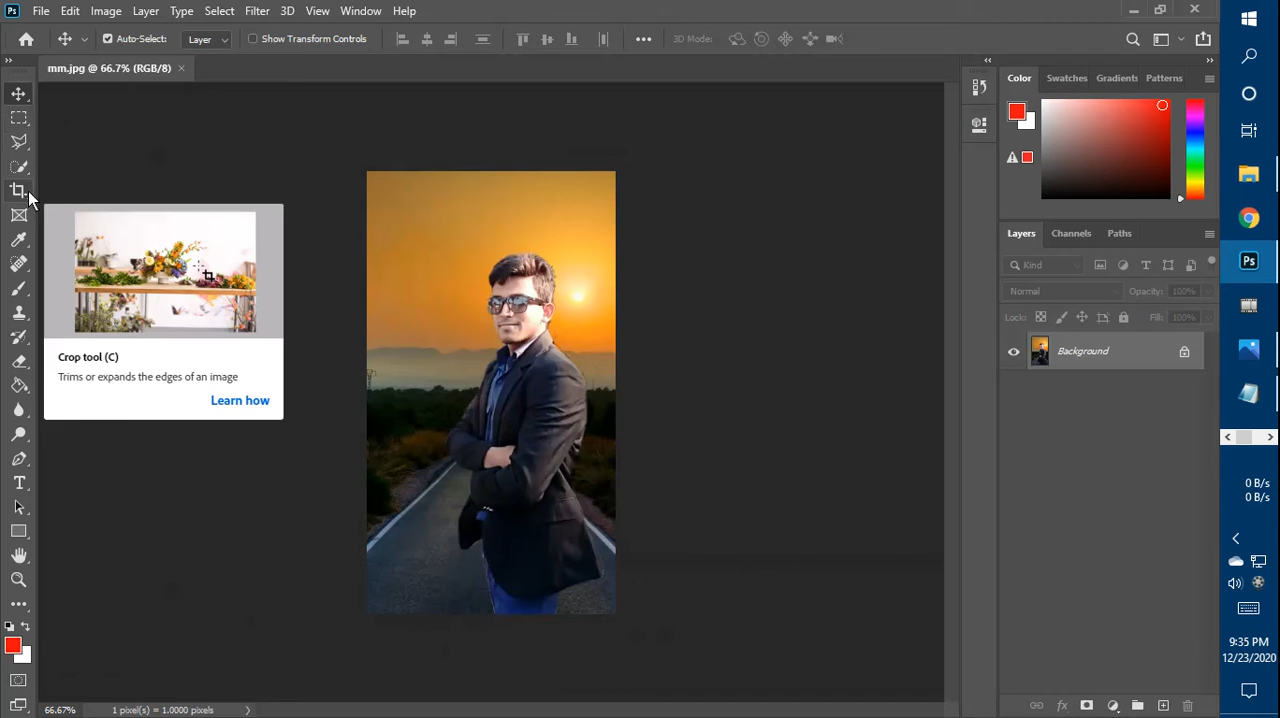 Ps File Edit Image Layer Type Select Filter 3D View Window Help
Auto-Select: Layer Show Transform Controls 3D Mode:
mm.jpg @ 66.7% (RGB/8) ×
Color Swatches Gradients Patterns
Layers Channels Paths
Kind
Normal Opacity: 100%
Lock: Fill: 100%
Background
Ps
Crop tool (C)
Trims or expands the edges of an image
Learn how
T
0 B/s
0 B/s
9:35 PM
12/23/2020
66.67% 1 pixel(s) = 1.0000 pixels
fx